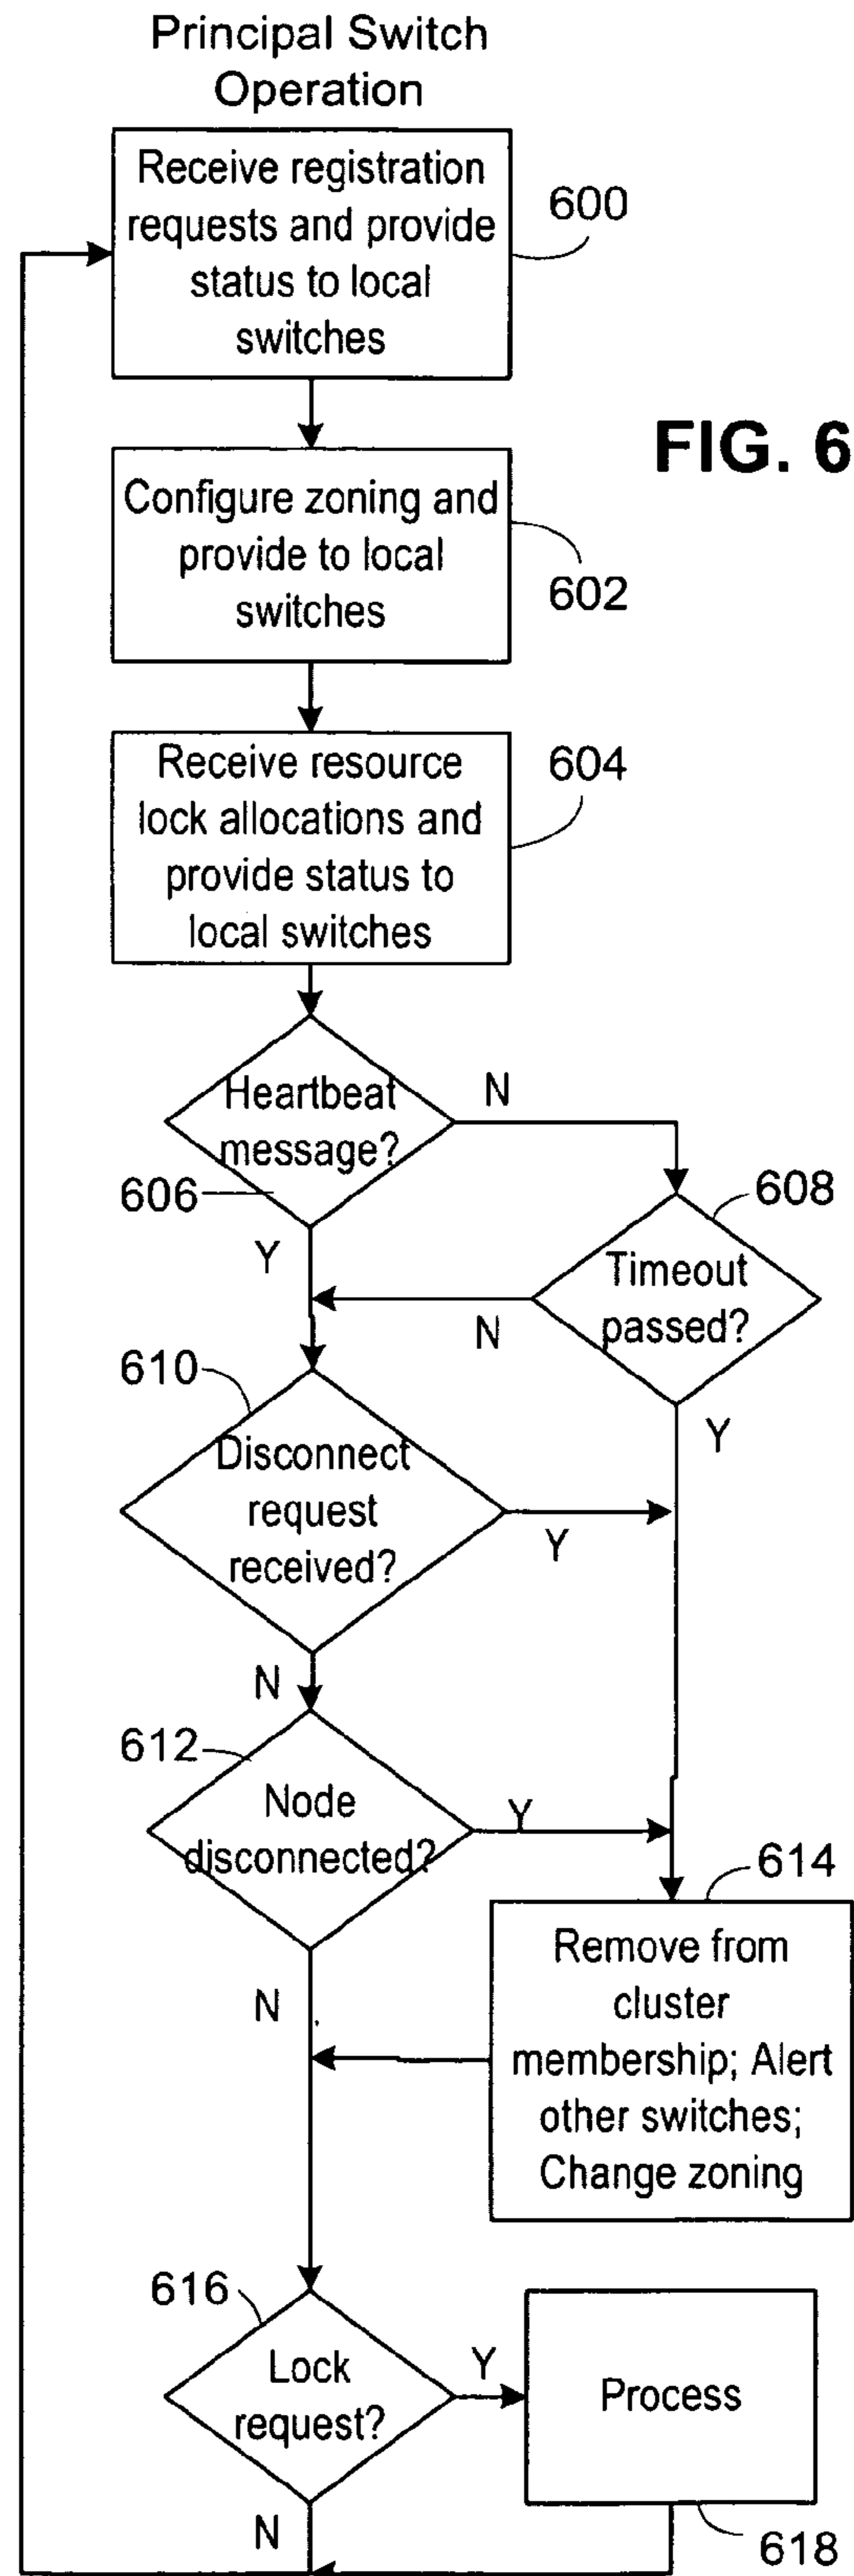 Principal Switch
Operation
Receive registration
requests and provide
status to local
switches
600
FIG. 6
Configure zoning and
provide to local
switches
602
Receive resource
lock allocations and
provide status to
local switches
604
Heartbeat
message?
N
606
608
Y
Timeout
passed?
N
610
Y
Disconnect
request
received?
Y
N
612
Node
disconnected?
Y
614
Remove from
cluster
membership; Alert
other switches;
Change zoning
N
616
Lock
request?
Y
Process
N
618